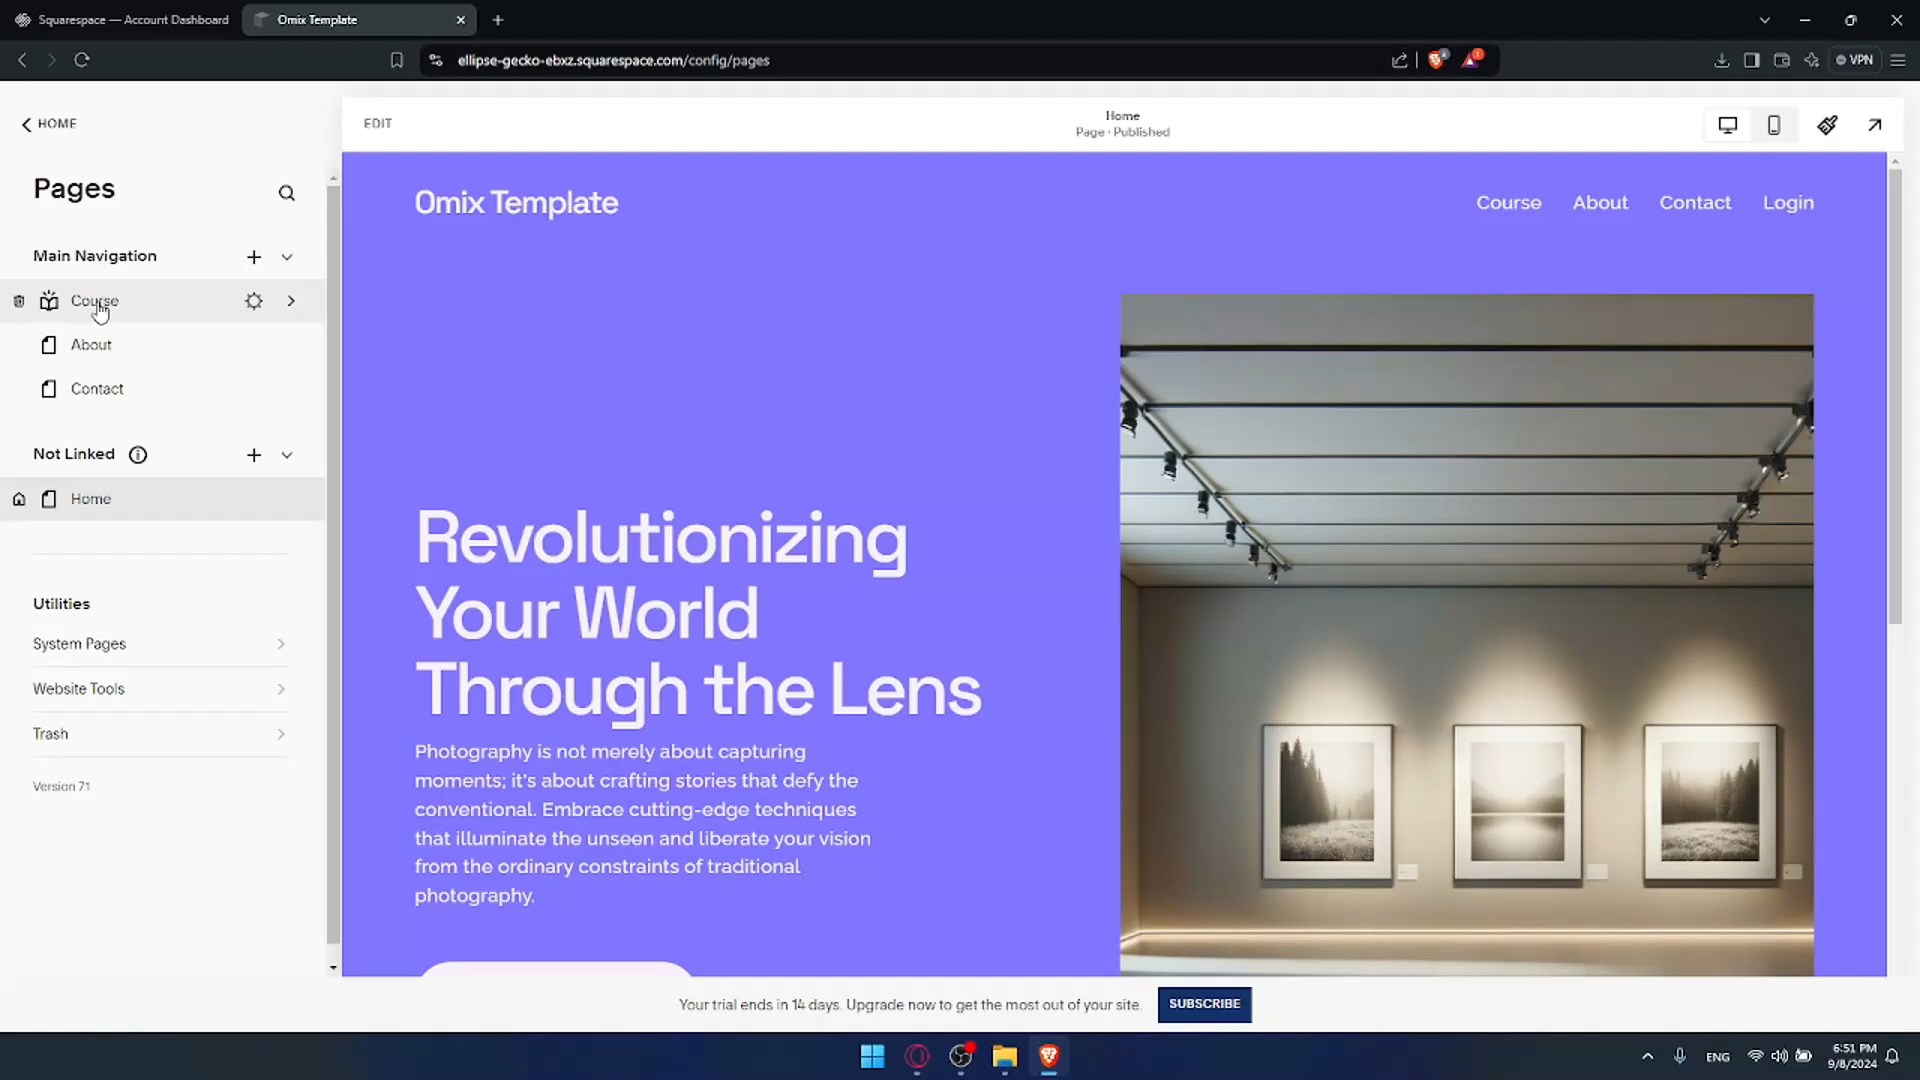 Squarespace — Account Dashboard
Omix Template
ellipse-gecko-ebxz.squarespace.com/config/pages
VPN
HOME
EDIT
Home
Page · Published
Pages
Main Navigation
Course
About
Contact
Not Linked
Home
Utilities
System Pages
Website Tools
Trash
Version 7.1
Omix Template
Course
About
Contact
Login
Revolutionizing
Your World
Through the Lens
Photography is not merely about capturing
moments; it's about crafting stories that defy the
conventional. Embrace cutting-edge techniques
that illuminate the unseen and liberate your vision
from the ordinary constraints of traditional
photography.
Your trial ends in 14 days. Upgrade now to get the most out of your site.
SUBSCRIBE
ENG
6:51 PM
9/8/2024